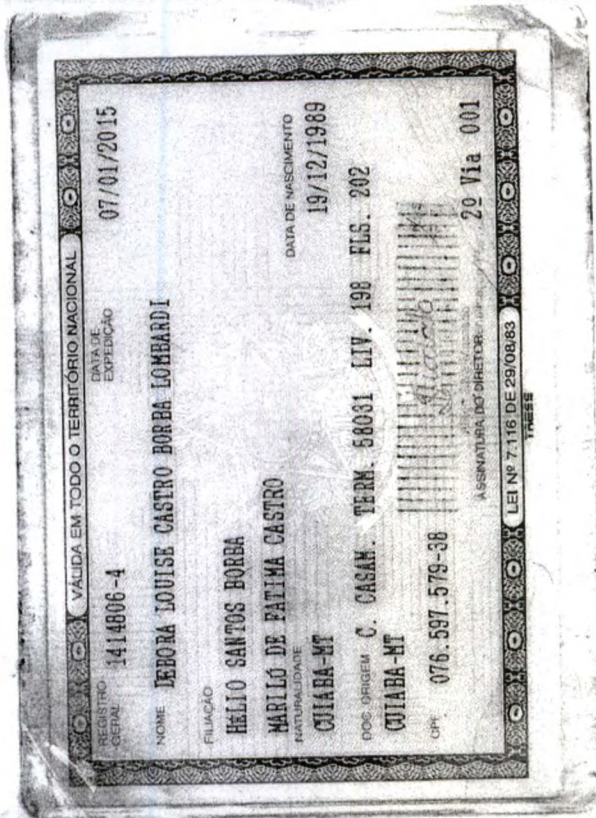 VÁLIDA EM TODO O TERRITÓRIO NACIONAL
REGISTRO GERAL 1414806-4 DATA DE EXPEDIÇÃO 07/01/2015
NOME DEBORA LOUISE CASTRO BORBA LOMBARDI
FILIAÇÃO
HELIO SANTOS BORBA
MARILÓ DE FATIMA CASTRO
NATURALIDADE DATA DE NASCIMENTO
CUIABA-MT 19/12/1989
DOC ORIGEM C. CASAM. TERM. 58031 LIV. 198 FLS. 202
CUIABA-MT
CPF 076.597.579-38
2º Via 001
ASSINATURA DO DIRETOR
LEI Nº 7.116 DE 29/08/83